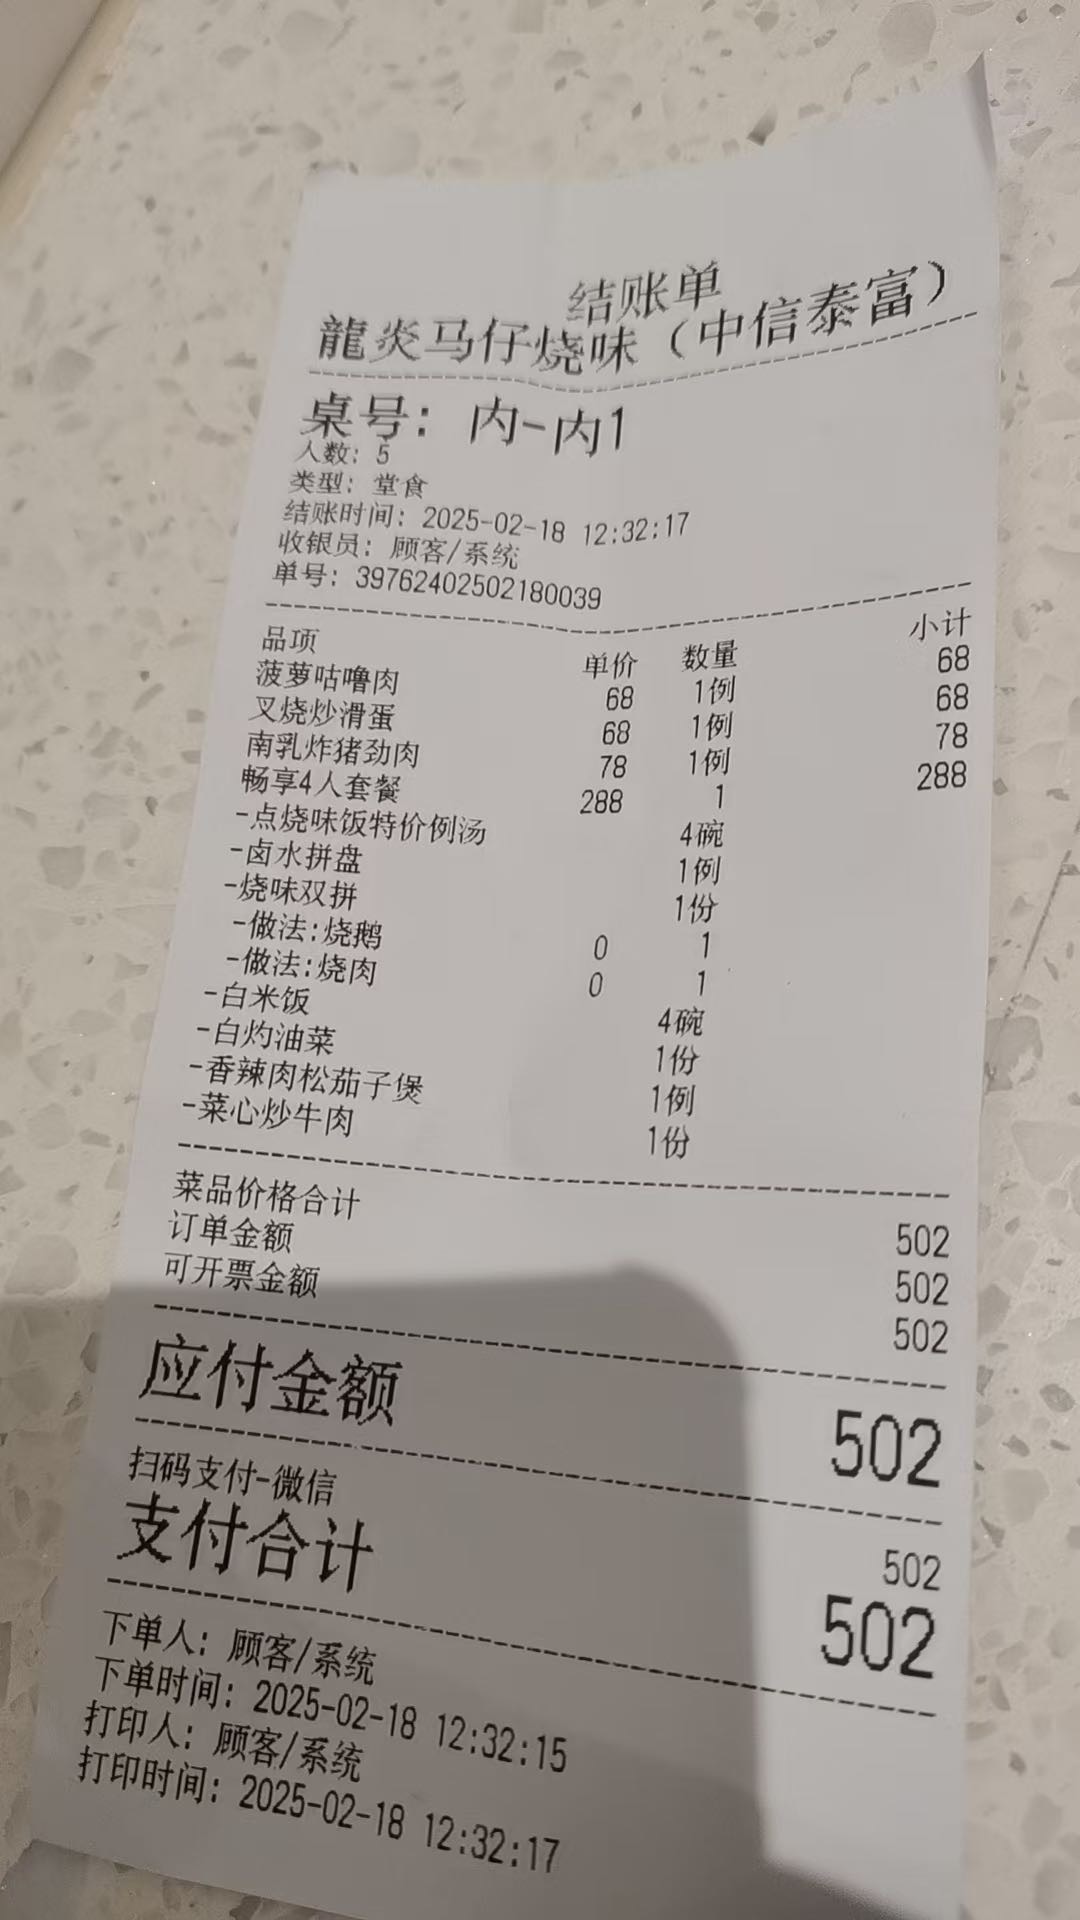 结账单
龍炎马仔烧味（中信泰富）
桌号: 内-内1
人数: 5
类型: 堂食
结账时间: 2025-02-18 12:32:17
收银员: 顾客/系统
单号: 39762402502180039
品项 单价 数量 小计
菠萝咕噜肉 68 1例 68
叉烧炒滑蛋 68 1例 68
南乳炸猪劲肉 78 1例 78
畅享4人套餐 288 1 288
-点烧味饭特价例汤 4碗
-卤水拼盘 1例
-烧味双拼 1份
-做法:烧鹅 0 1
-做法:烧肉 0 1
-白米饭 4碗
-白灼油菜 1份
-香辣肉松茄子煲 1例
-菜心炒牛肉 1份
菜品价格合计 502
订单金额 502
可开票金额 502
应付金额 502
扫码支付-微信 502
支付合计 502
下单人: 顾客/系统
下单时间: 2025-02-18 12:32:15
打印人: 顾客/系统
打印时间: 2025-02-18 12:32:17